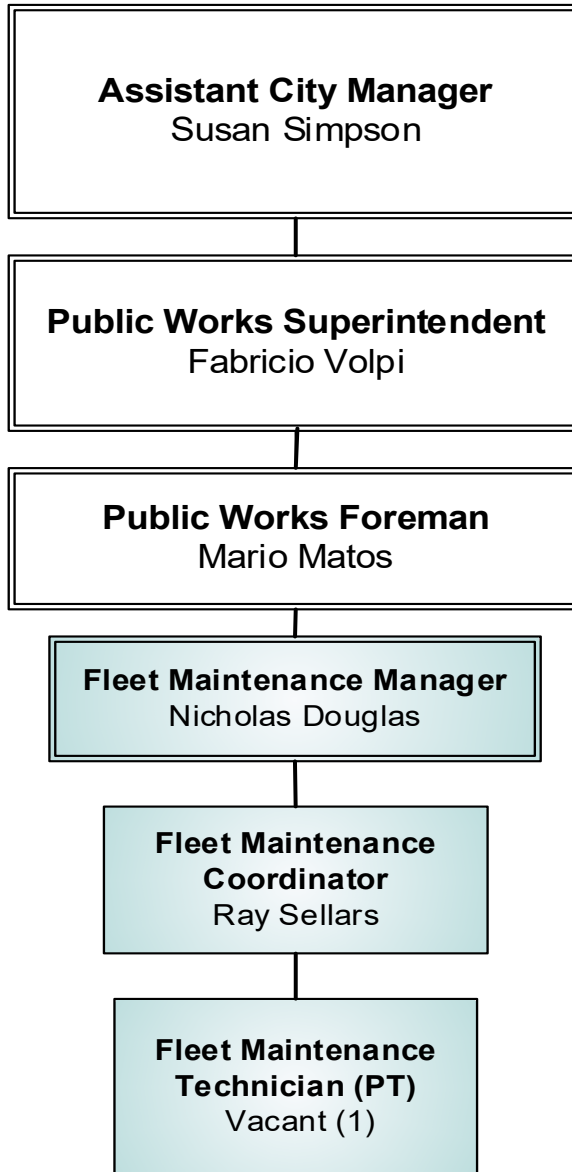 Assistant City Manager
Susan Simpson
Public Works Superintendent
Fabricio Volpi
Public Works Foreman
Mario Matos
Fleet Maintenance Manager
Nicholas Douglas
Fleet Maintenance
Coordinator
Ray Sellars
Fleet Maintenance
Technician (PT)
Vacant (1)